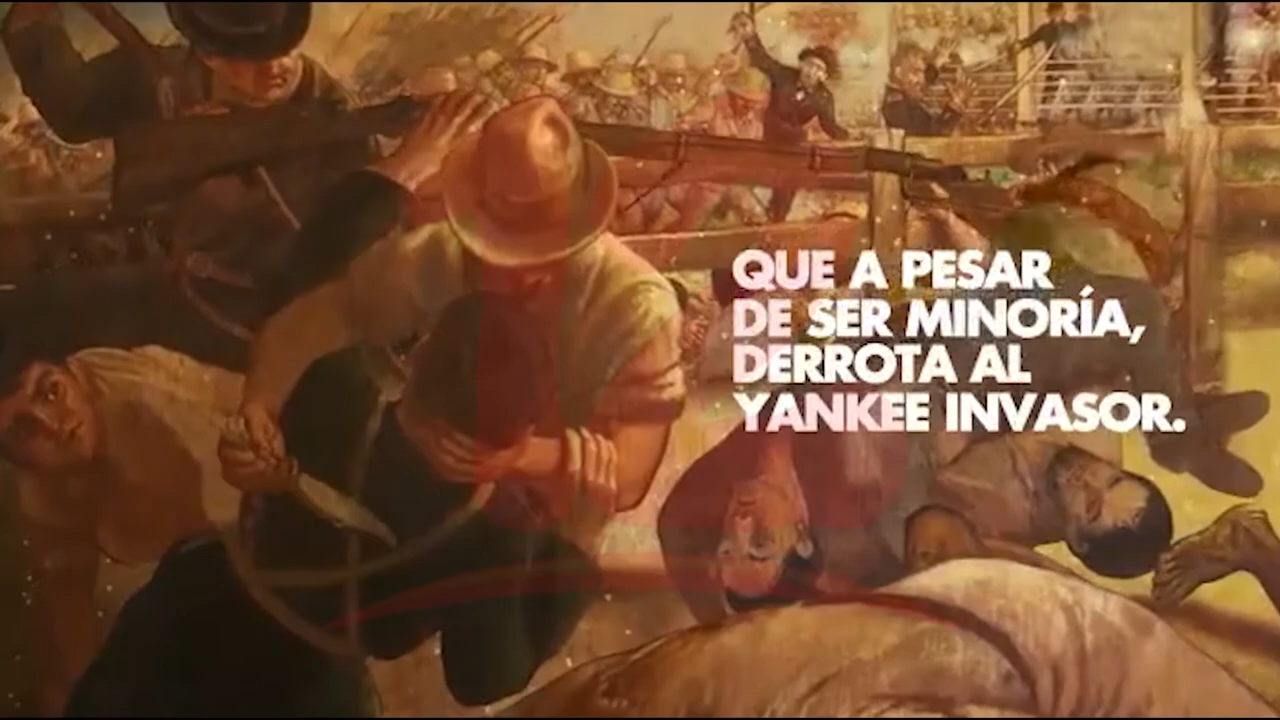 QUE A PESAR
DE SER MINORÍA,
DERROTA AL
YANKEE INVASOR.